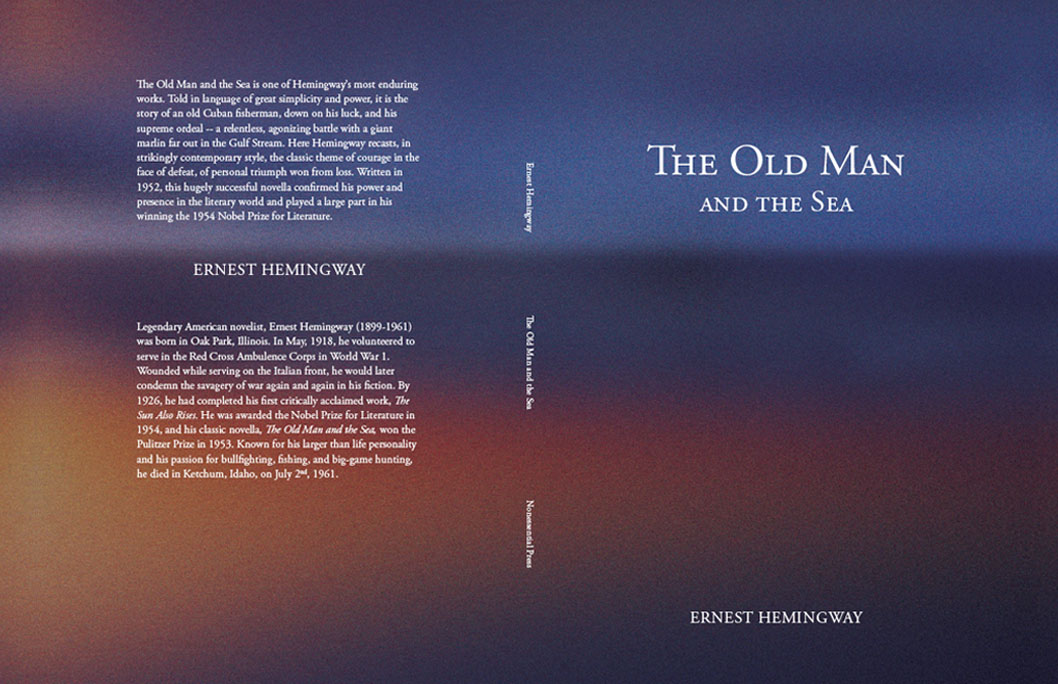 The Old Man and the Sea is one of Hemingway's most enduring
works. Told in language of great simplicity and power, it is the
story of an old Cuban fisherman, down on his luck, and his
supreme ordeal -- a relentless, agonizing battle with a giant
marlin far out in the Gulf Stream. Here Hemingway recasts, in
strikingly contemporary style, the classic theme of courage in the
face of defeat, of personal triumph won from loss. Written in
1952, this hugely successful novella confirmed his power and
presence in the literary world and played a large part in his
winning the 1954 Nobel Prize for Literature.
ERNEST HEMINGWAY
Legendary American novelist, Ernest Hemingway (1899-1961)
was born in Oak Park, Illinois. In May, 1918, he volunteered to
serve in the Red Cross Ambulance Corps in World War 1.
Wounded while serving on the Italian front, he would later
condemn the savagery of war again and again in his fiction. By
1926, he had completed his first critically acclaimed work, The
Sun Also Rises. He was awarded the Nobel Prize for Literature in
1954, and his classic novella, The Old Man and the Sea, won the
Pulitzer Prize in 1953. Known for his larger than life personality
and his passion for bullfighting, fishing, and big-game hunting,
he died in Ketchum, Idaho, on July 2nd, 1961.
Ernest Hemingway
The Old Man and the Sea
Nonessential Press
The Old Man
and the Sea
ERNEST HEMINGWAY